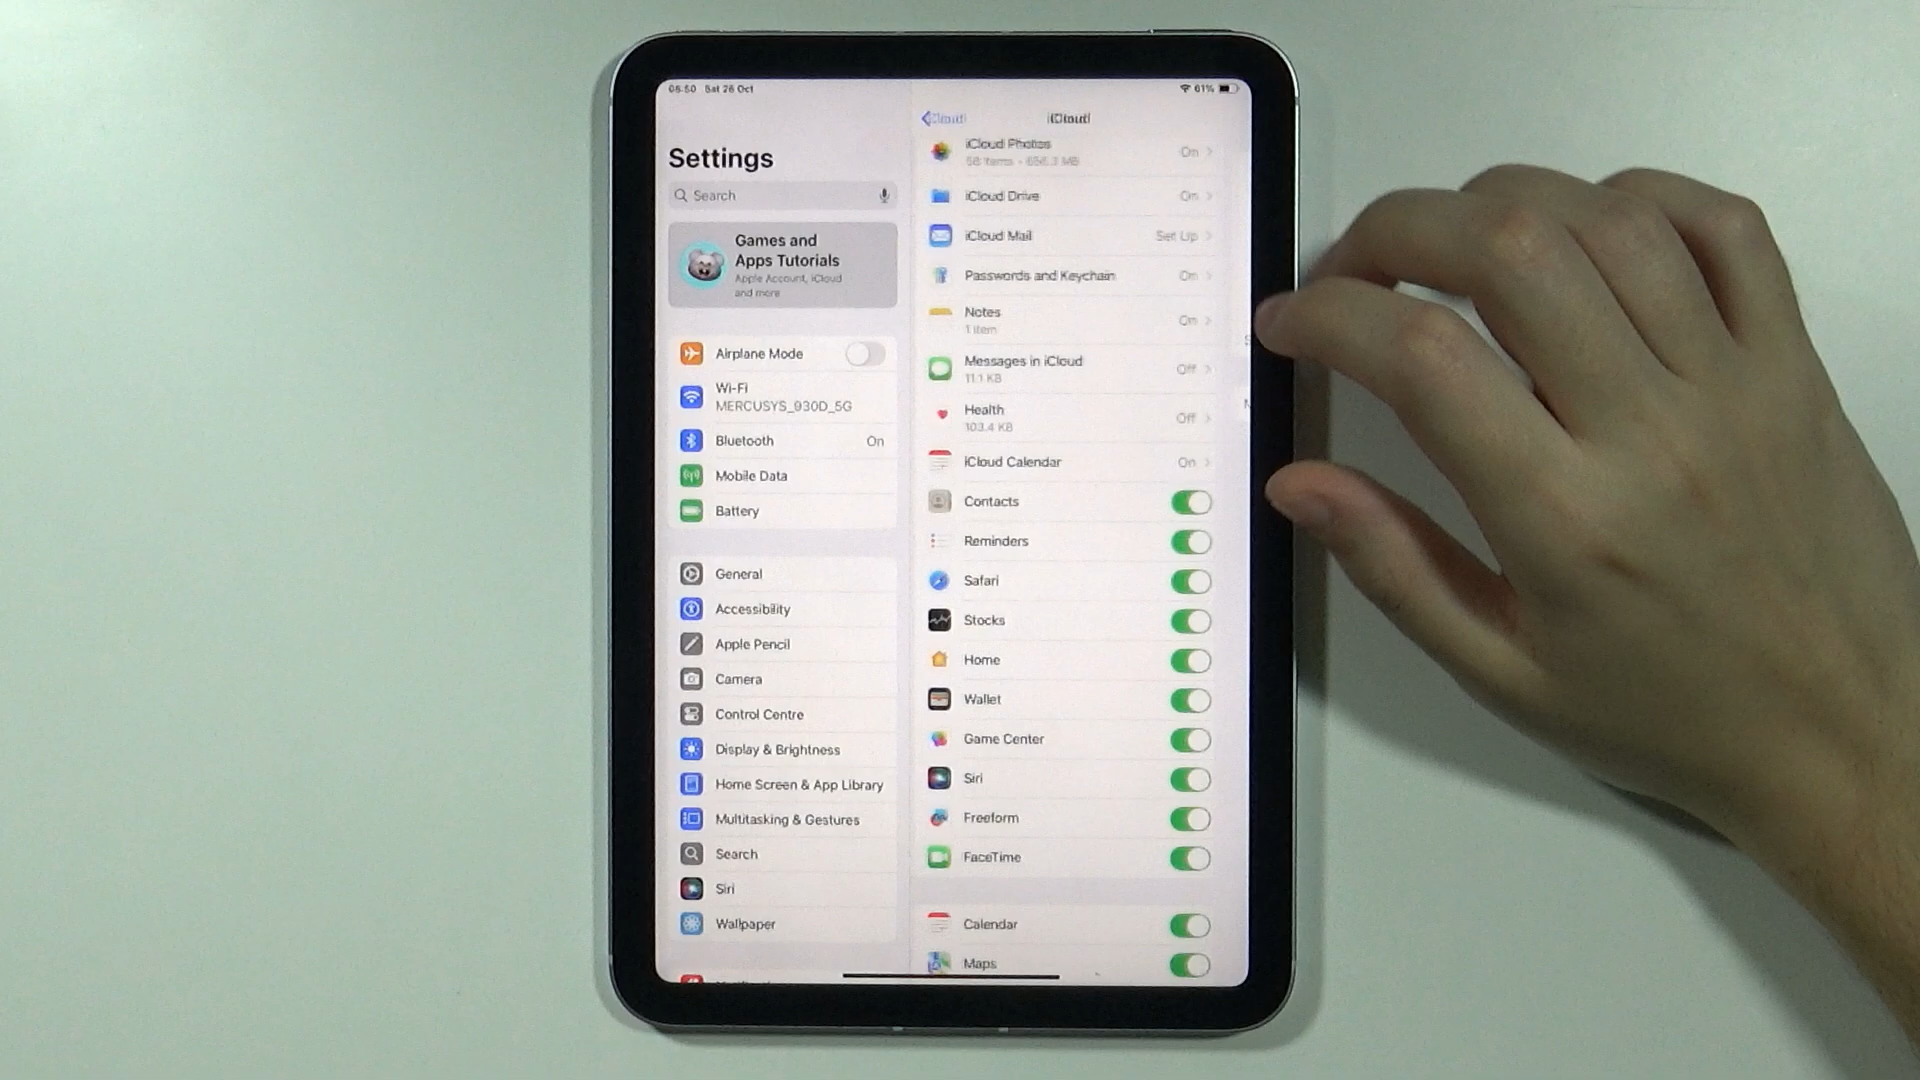 08:50 Sat 26 Oct
61%
Settings
Search
Games and
Apps Tutorials
Apple Account, iCloud
and more
Airplane Mode
Wi-Fi
MERCUSYS_930D_5G
Bluetooth On
Mobile Data
Battery
General
Accessibility
Apple Pencil
Camera
Control Centre
Display & Brightness
Home Screen & App Library
Multitasking & Gestures
Search
Siri
Wallpaper
iCloud iCloud
iCloud Photos On
iCloud Drive On
iCloud Mail Set Up
Passwords and Keychain On
Notes On
1 item
Messages in iCloud Off
11.1 KB
Health Off
103.4 KB
iCloud Calendar On
Contacts
Reminders
Safari
Stocks
Home
Wallet
Game Center
Siri
Freeform
FaceTime
Calendar
Maps